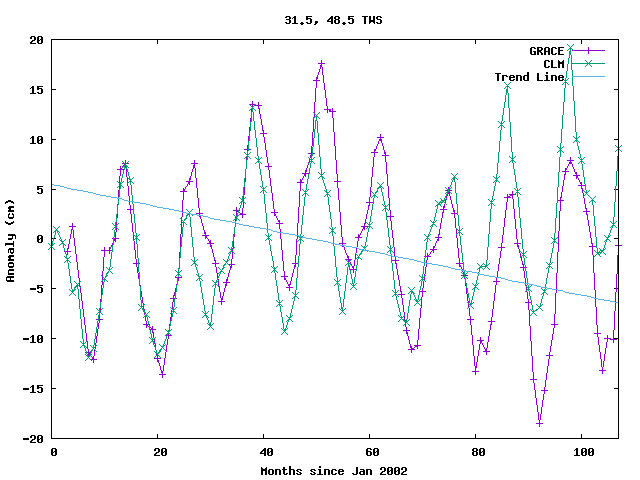 31.5, 48.5 TWS
GRACE
CLM
Trend Line
20
15
10
5
0
-5
-10
-15
-20
Anomaly (cm)
0 20 40 60 80 100
Months since Jan 2002